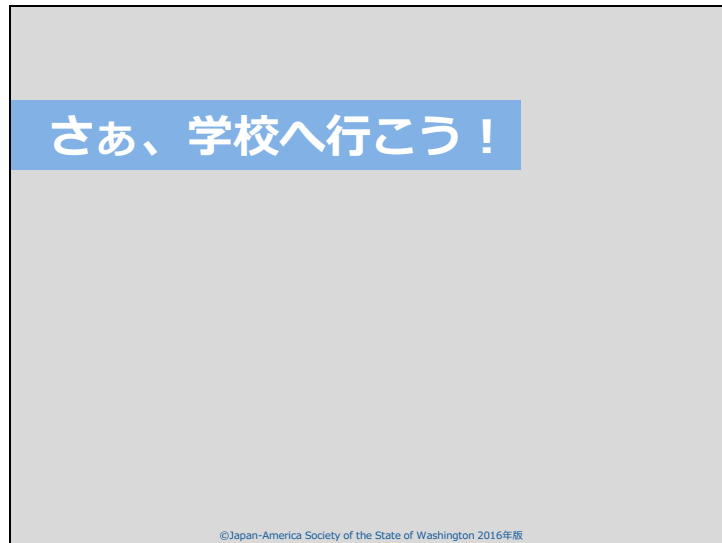 さぁ、学校へ行こう！
©Japan-America Society of the State of Washington 2016年版